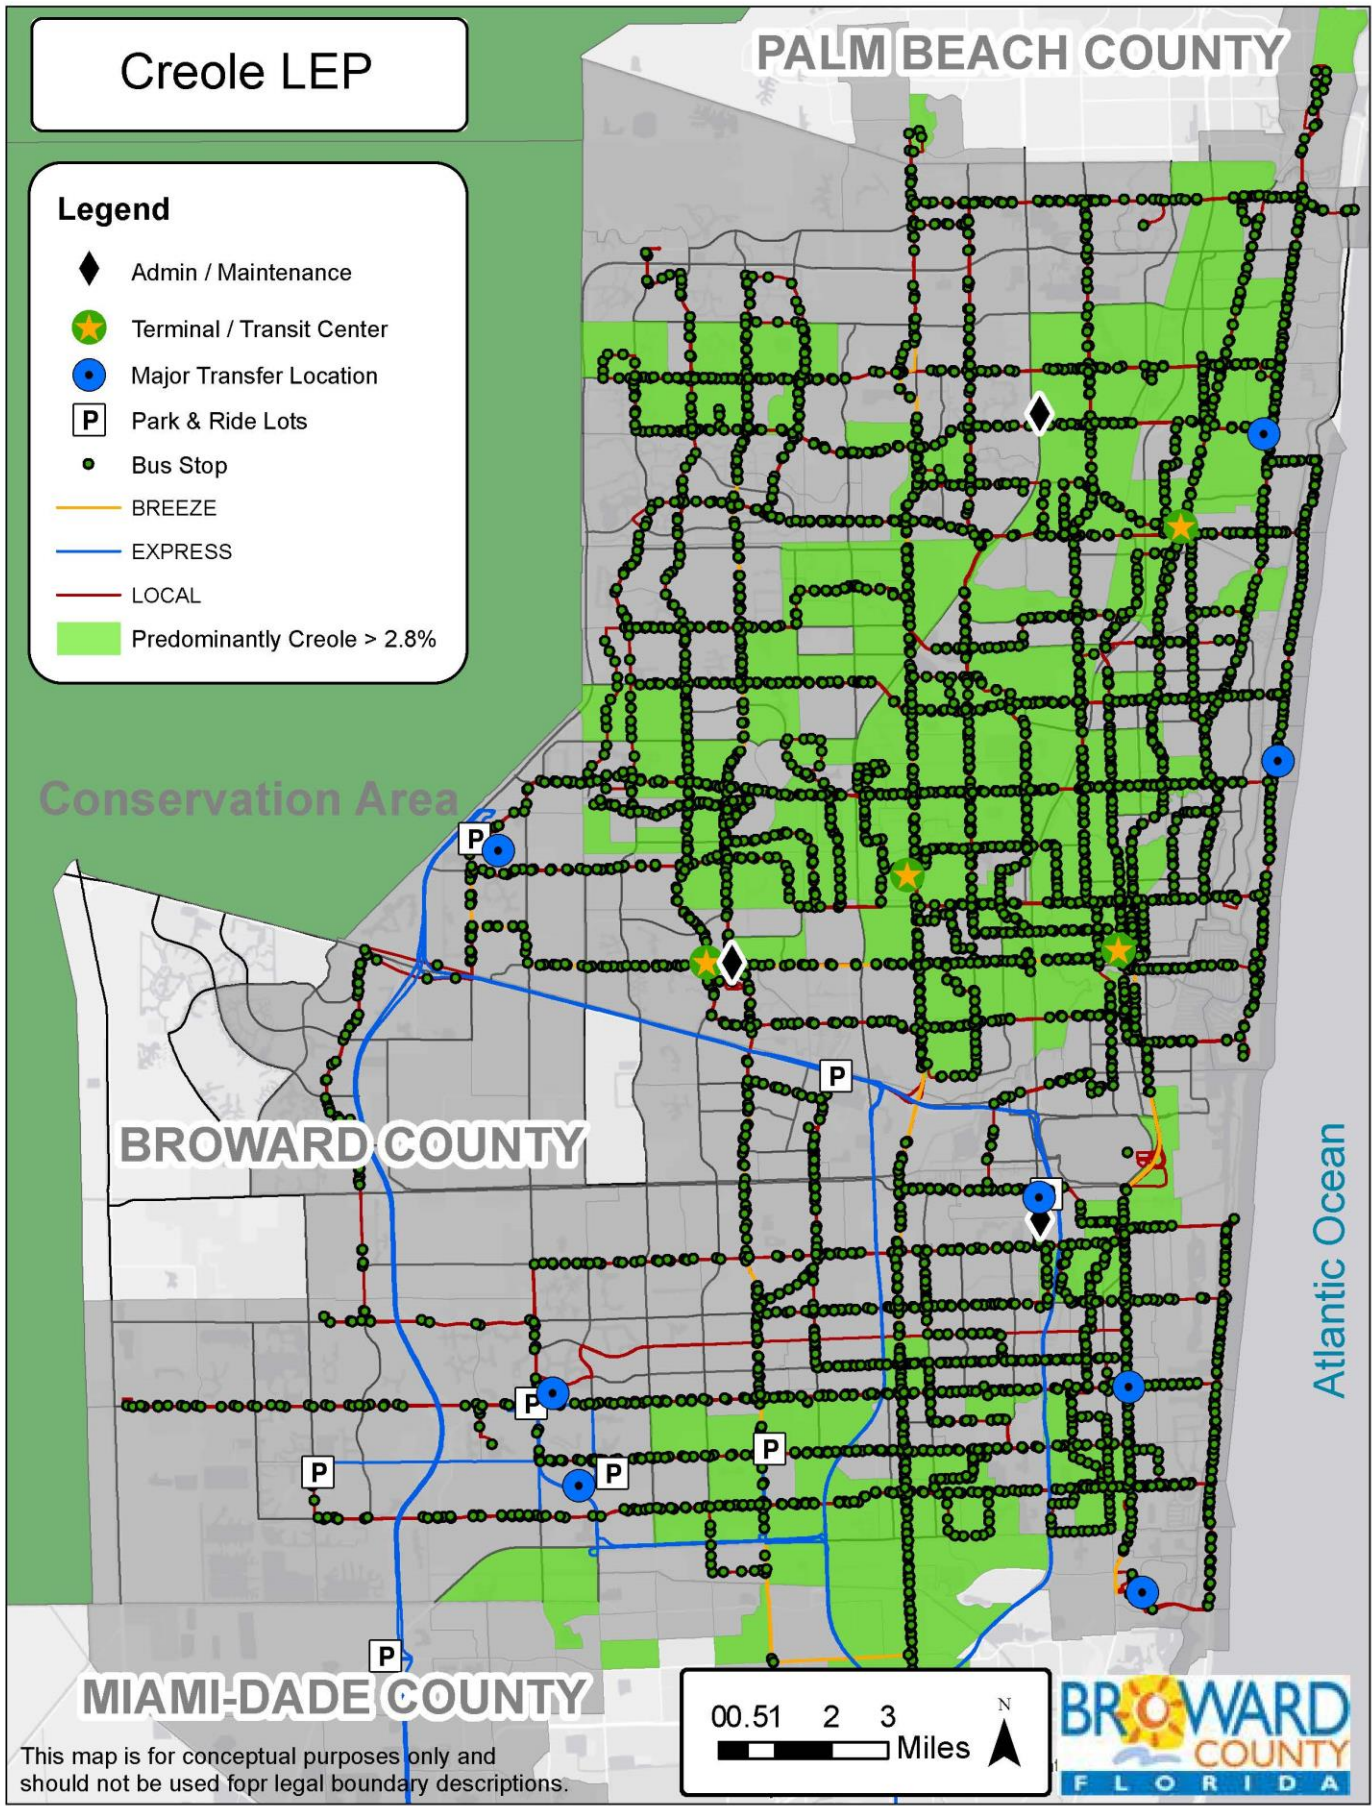 Creole LEP
PALM BEACH COUNTY
Legend
Admin / Maintenance
Terminal / Transit Center
Major Transfer Location
P Park & Ride Lots
Bus Stop
BREEZE
EXPRESS
LOCAL
Predominantly Creole > 2.8%
Conservation Area
P
P
BROWARD COUNTY
Atlantic Ocean
P
P
P
P
P
MIAMI-DADE COUNTY
This map is for conceptual purposes only and
should not be used fopr legal boundary descriptions.
00.51 2 3
Miles
N
BROWARD
COUNTY
FLORIDA